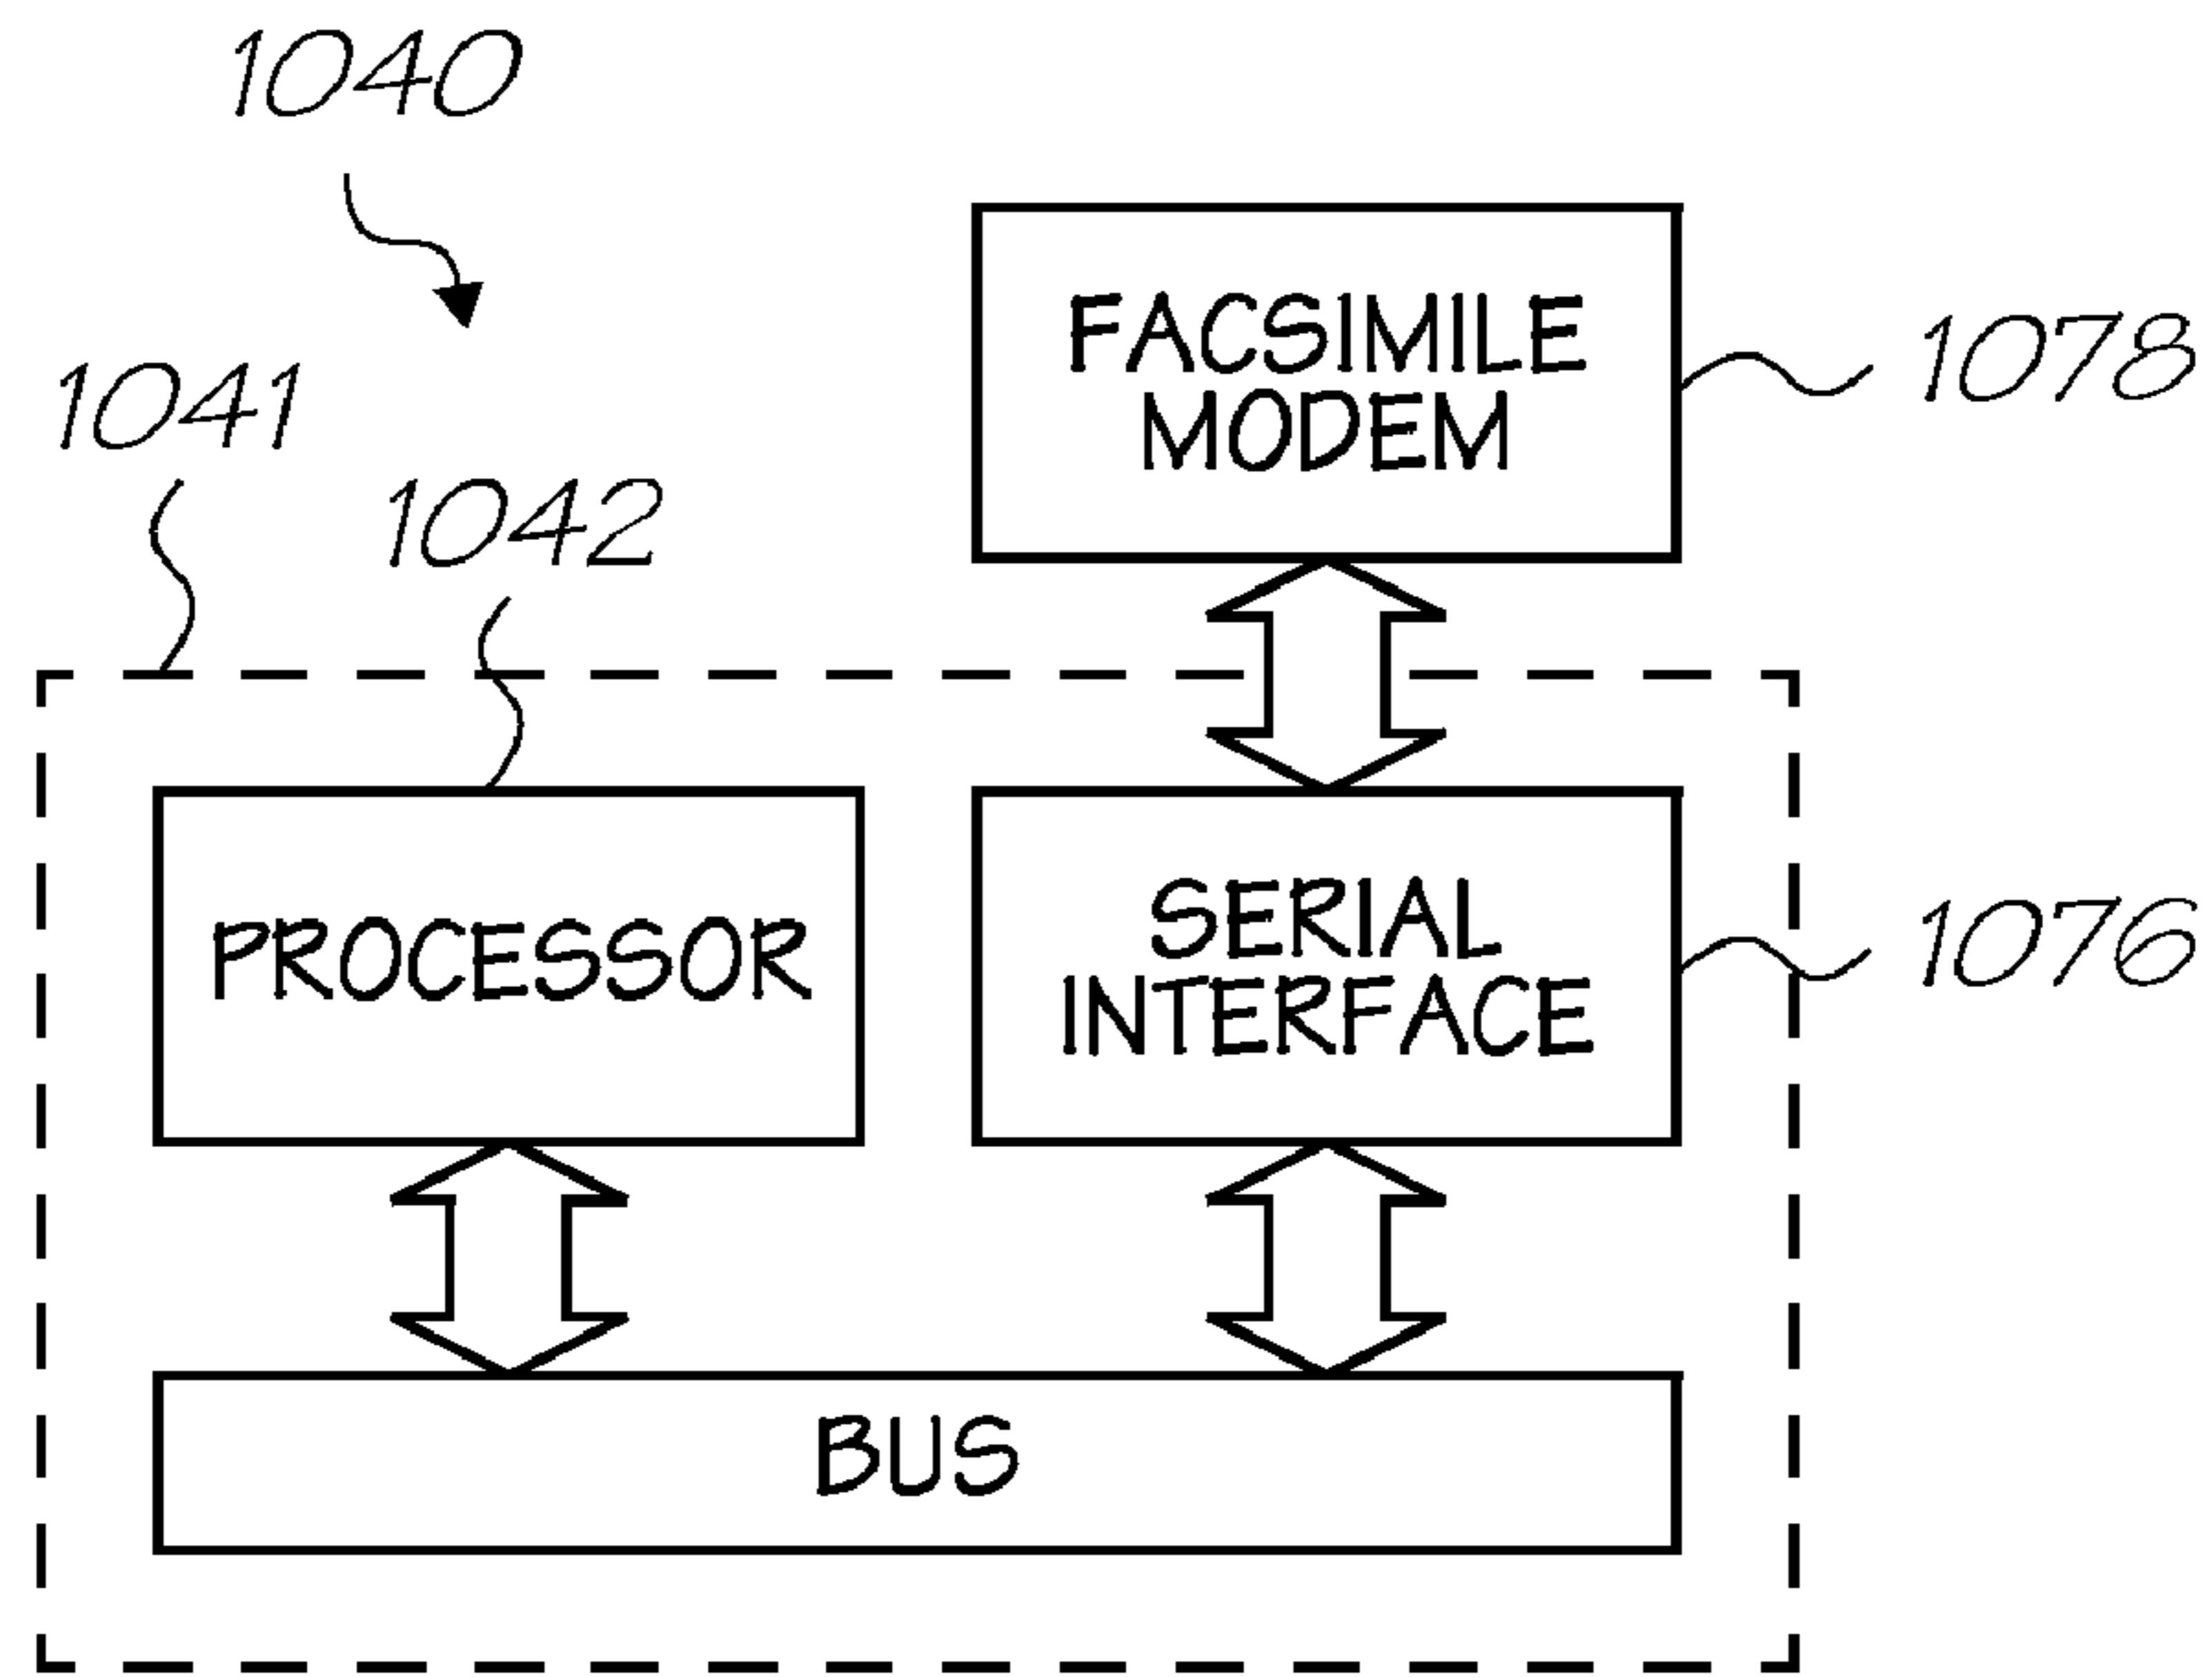 1040
FACSIMILE
MODEM
1078
1041
1042
PROCESSOR
SERIAL
INTERFACE
1076
BUS